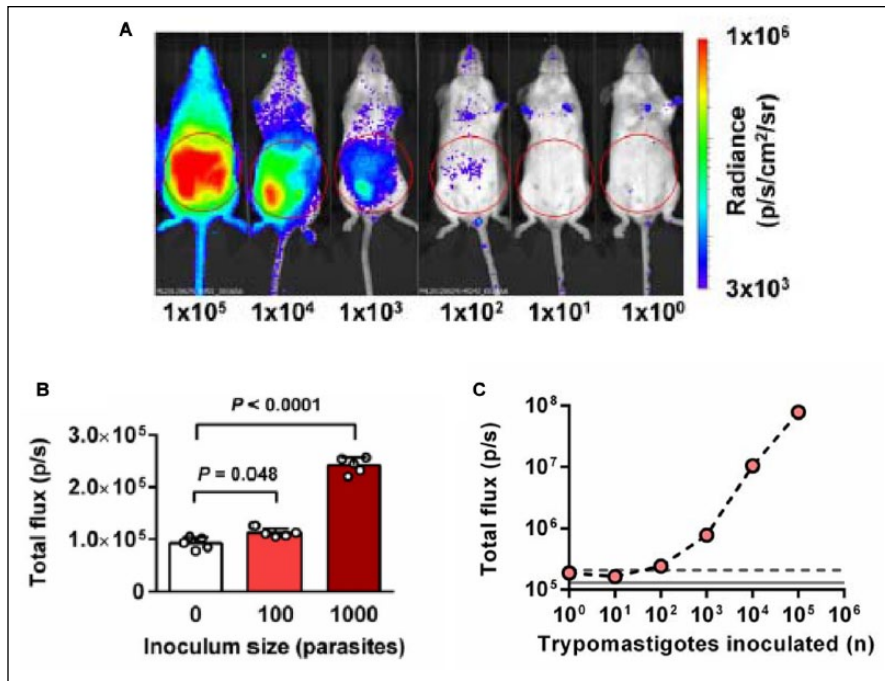 A
1x10⁵
1x10⁴
1x10³
1x10²
1x10¹
1x10⁰
1x10⁶
Radiance
(p/s/cm²/sr)
3x10³
B
P < 0.0001
P = 0.048
3.0×10⁵
2.0×10⁵
1.0×10⁵
0
Total flux (p/s)
0
100
1000
Inoculum size (parasites)
C
10⁸
10⁷
10⁶
10⁵
Total flux (p/s)
10⁰
10¹
10²
10³
10⁴
10⁵
10⁶
Trypomastigotes inoculated (n)